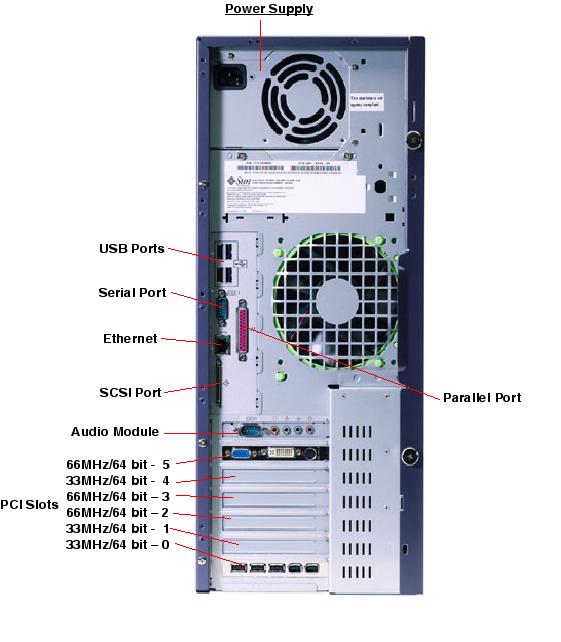 Power Supply
USB Ports
Serial Port
Ethernet
SCSI Port
Parallel Port
Audio Module
PCI Slots
66MHz/64 bit - 5
33MHz/64 bit - 4
66MHz/64 bit – 3
66MHz/64 bit – 2
33MHz/64 bit - 1
33MHz/64 bit – 0
Sun